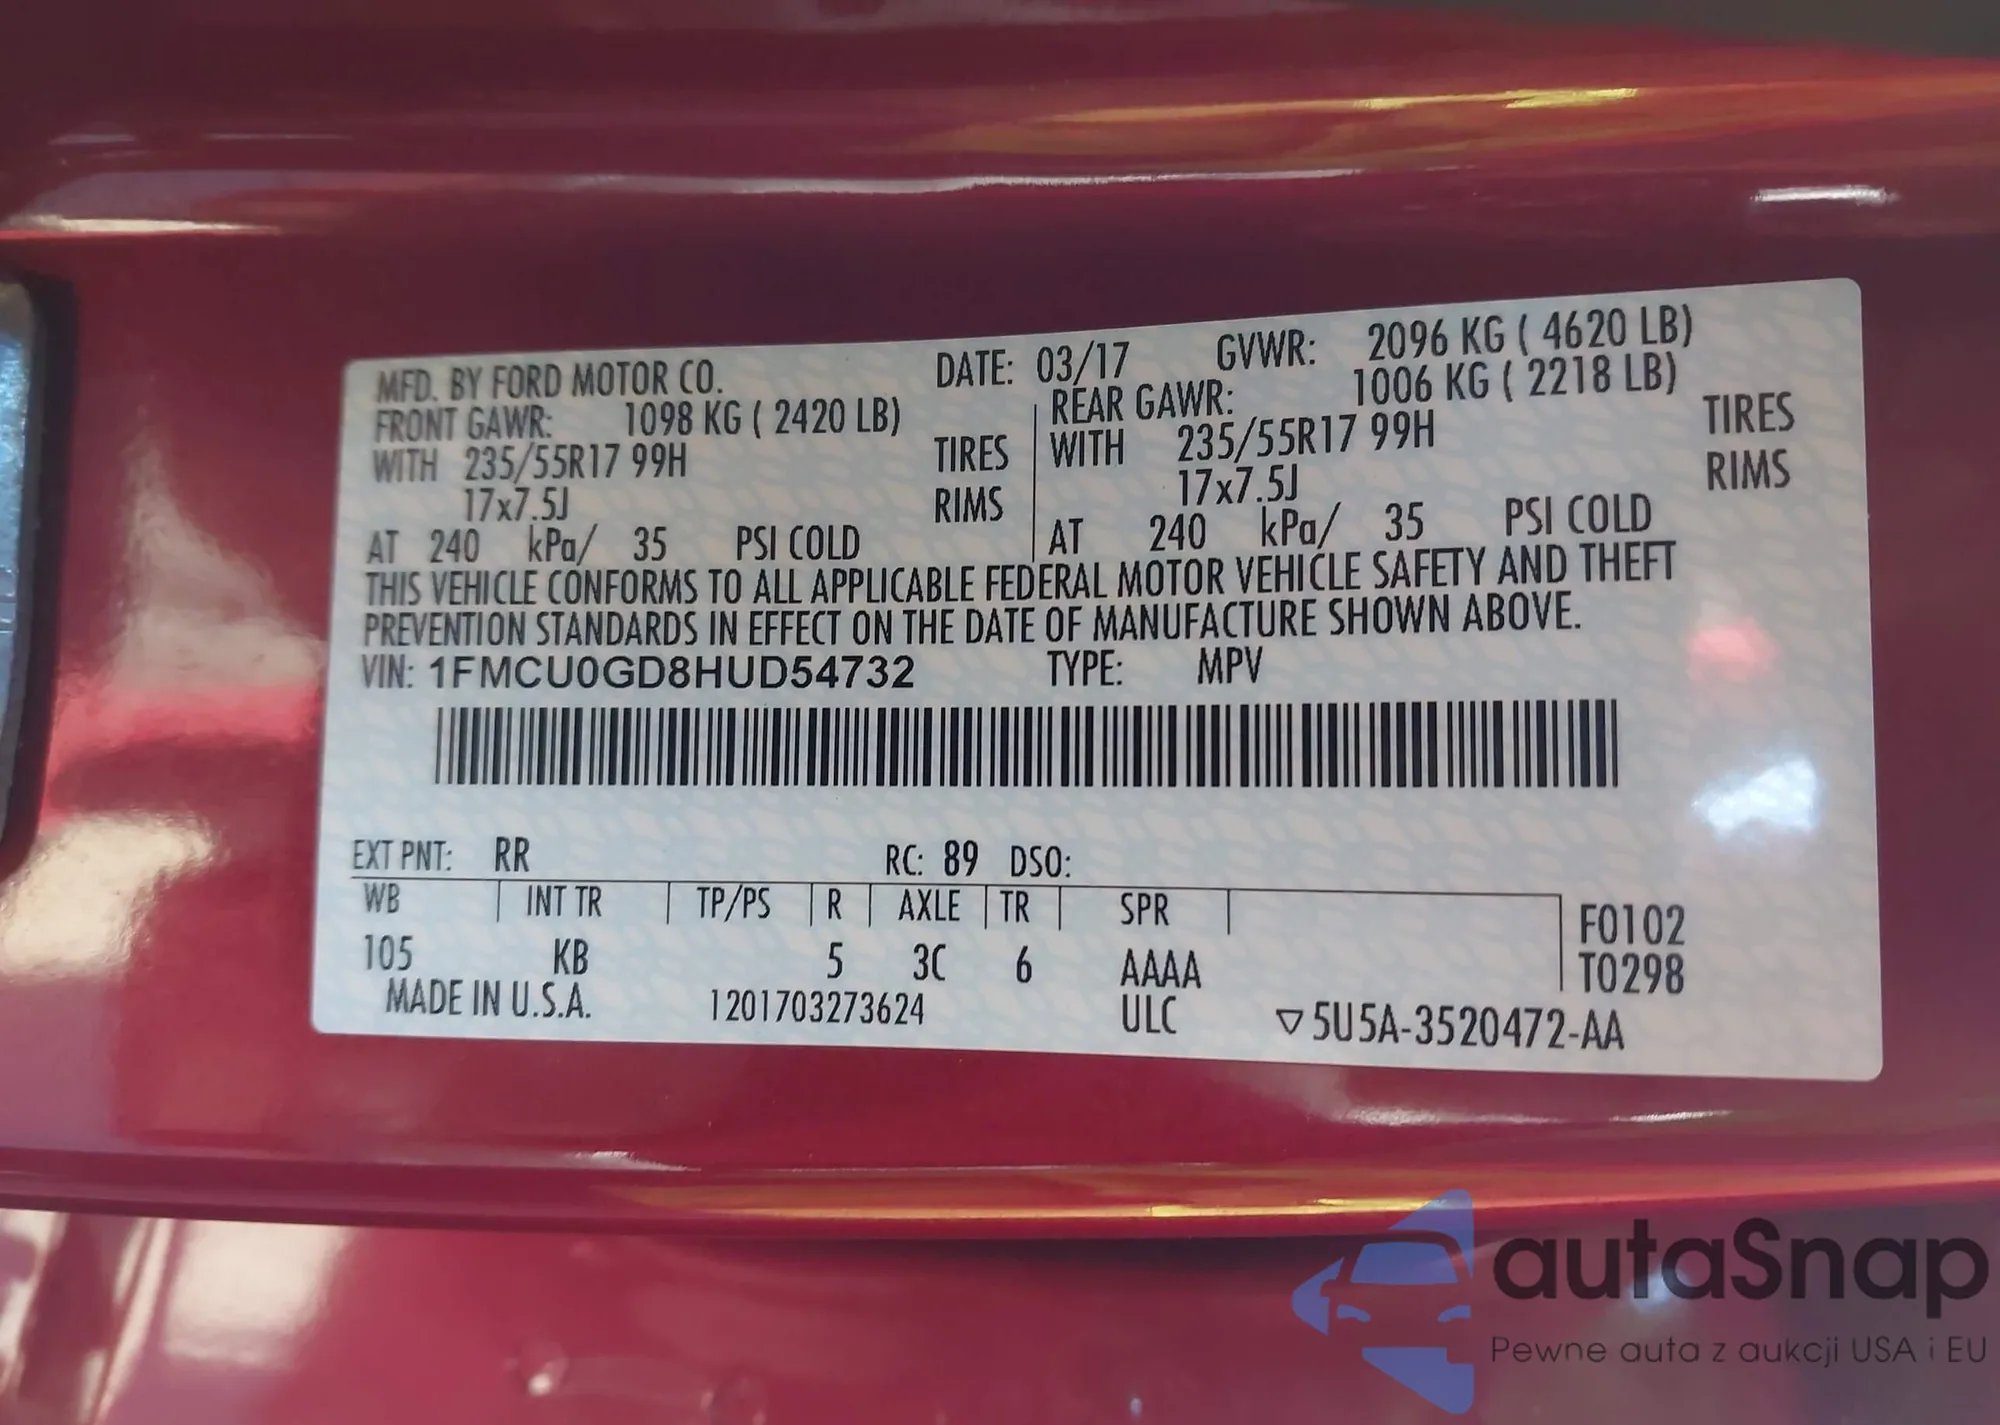 MFD. BY FORD MOTOR CO. DATE: 03/17 GVWR: 2096 KG ( 4620 LB)
FRONT GAWR: 1098 KG ( 2420 LB) REAR GAWR: 1006 KG ( 2218 LB)
WITH 235/55R17 99H TIRES WITH 235/55R17 99H TIRES
17x7.5J RIMS 17x7.5J RIMS
AT 240 kPa/ 35 PSI COLD AT 240 kPa/ 35 PSI COLD
THIS VEHICLE CONFORMS TO ALL APPLICABLE FEDERAL MOTOR VEHICLE SAFETY AND THEFT
PREVENTION STANDARDS IN EFFECT ON THE DATE OF MANUFACTURE SHOWN ABOVE.
VIN: 1FMCU0GD8HUD54732 TYPE: MPV
EXT PNT: RR RC: 89 DSO:
WB INT TR TP/PS R AXLE TR SPR F0102
105 KB 5 3C 6 AAAA T0298
MADE IN U.S.A. 1201703273624 ULC ▽5U5A-3520472-AA
autaSnap
Pewne auta z aukcji USA i EU